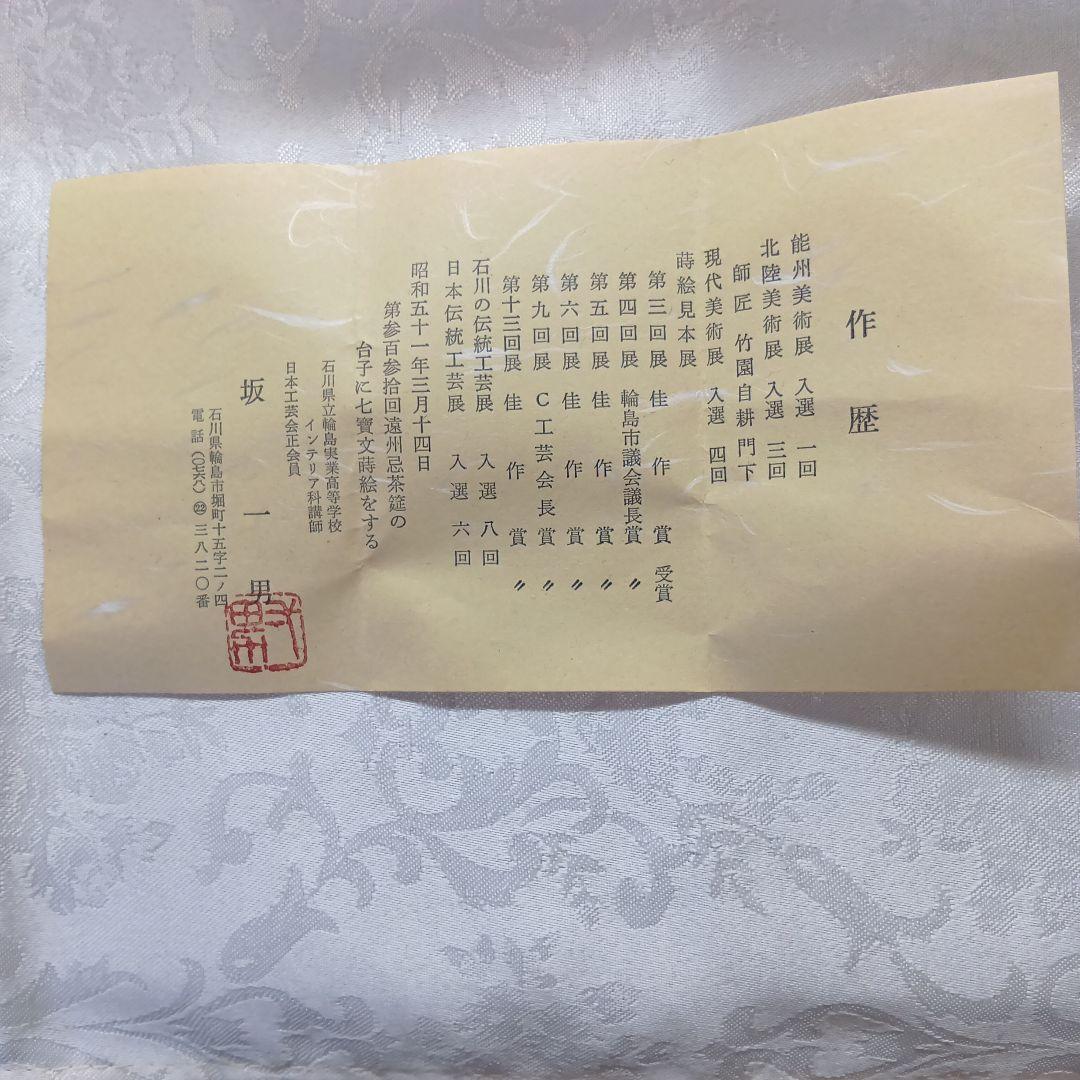 作歴
能州美術展 入選 一回
北陸美術展 入選 三回
師匠 竹園自耕 門下
現代美術展 入選 四回
蒔絵見本展
第三回展 佳作賞 受賞
第四回展 輪島市議会議長賞 〃
第五回展 佳作賞 〃
第六回展 佳作賞 〃
第九回展 C工芸会長賞 〃
第十三回展 佳作賞 〃
石川の伝統工芸展 入選 八回
日本伝統工芸展 入選 六回
昭和五十一年三月十四日
第参百参拾回遠州忌茶筵の
台子に七寶文蒔絵をする
石川県立輪島実業高等学校
インテリア科講師
日本工芸会正会員
坂一男
石川県輪島市堀町十五字二ノ四
電話(〇七六八)㉒三八二〇番